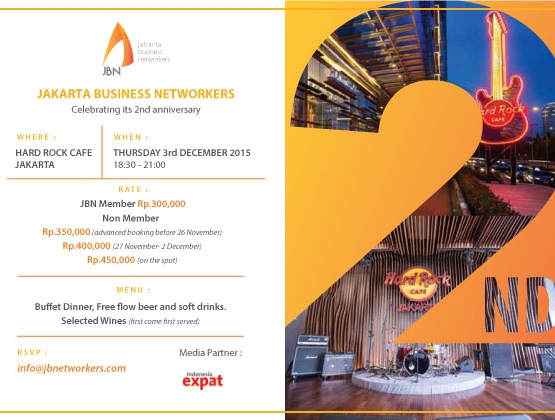 jakarta
business
networkers
JBN
JAKARTA BUSINESS NETWORKERS
Celebrating its 2nd anniversary
WHERE :
HARD ROCK CAFE
JAKARTA
WHEN :
THURSDAY 3rd DECEMBER 2015
18:30 - 21:00
RATE :
JBN Member Rp.300,000
Non Member
Rp.350,000 (advanced booking before 26 November)
Rp.400,000 (27 November- 2 December)
Rp.450,000 (on the spot)
MENU :
Buffet Dinner, Free flow beer and soft drinks.
Selected Wines (first come first served)
RSVP :
info@jbnetworkers.com
Media Partner :
indonesia
expat
Hard Rock
CAFE
Hard Rock
CAFE
JAKARTA
2
ND